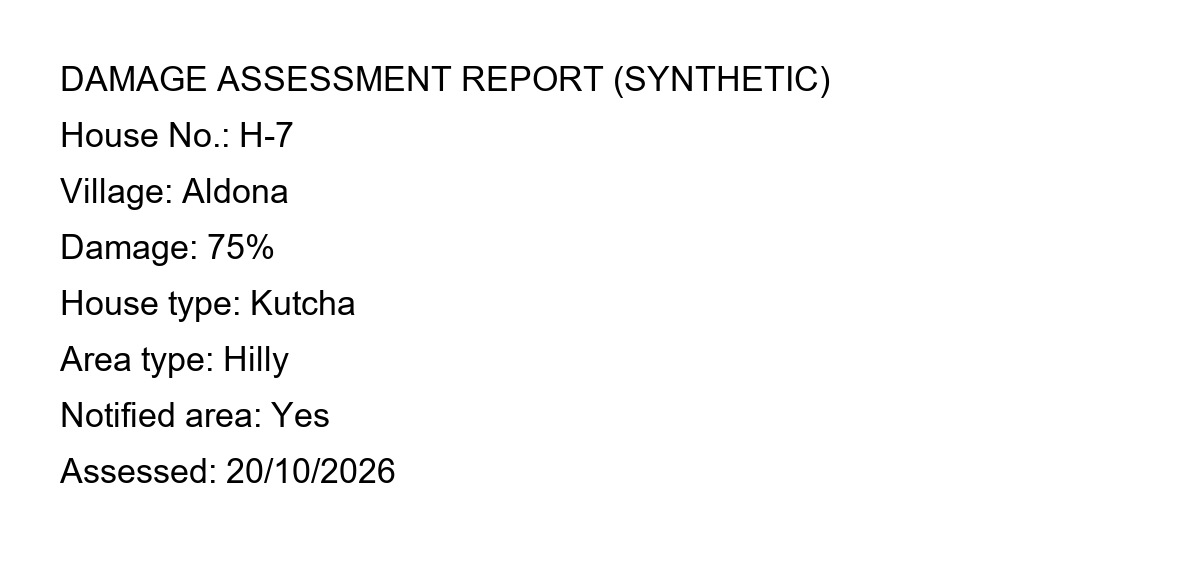 DAMAGE ASSESSMENT REPORT (SYNTHETIC)
House No.: H-7
Village: Aldona
Damage: 75%
House type: Kutcha
Area type: Hilly
Notified area: Yes
Assessed: 20/10/2026